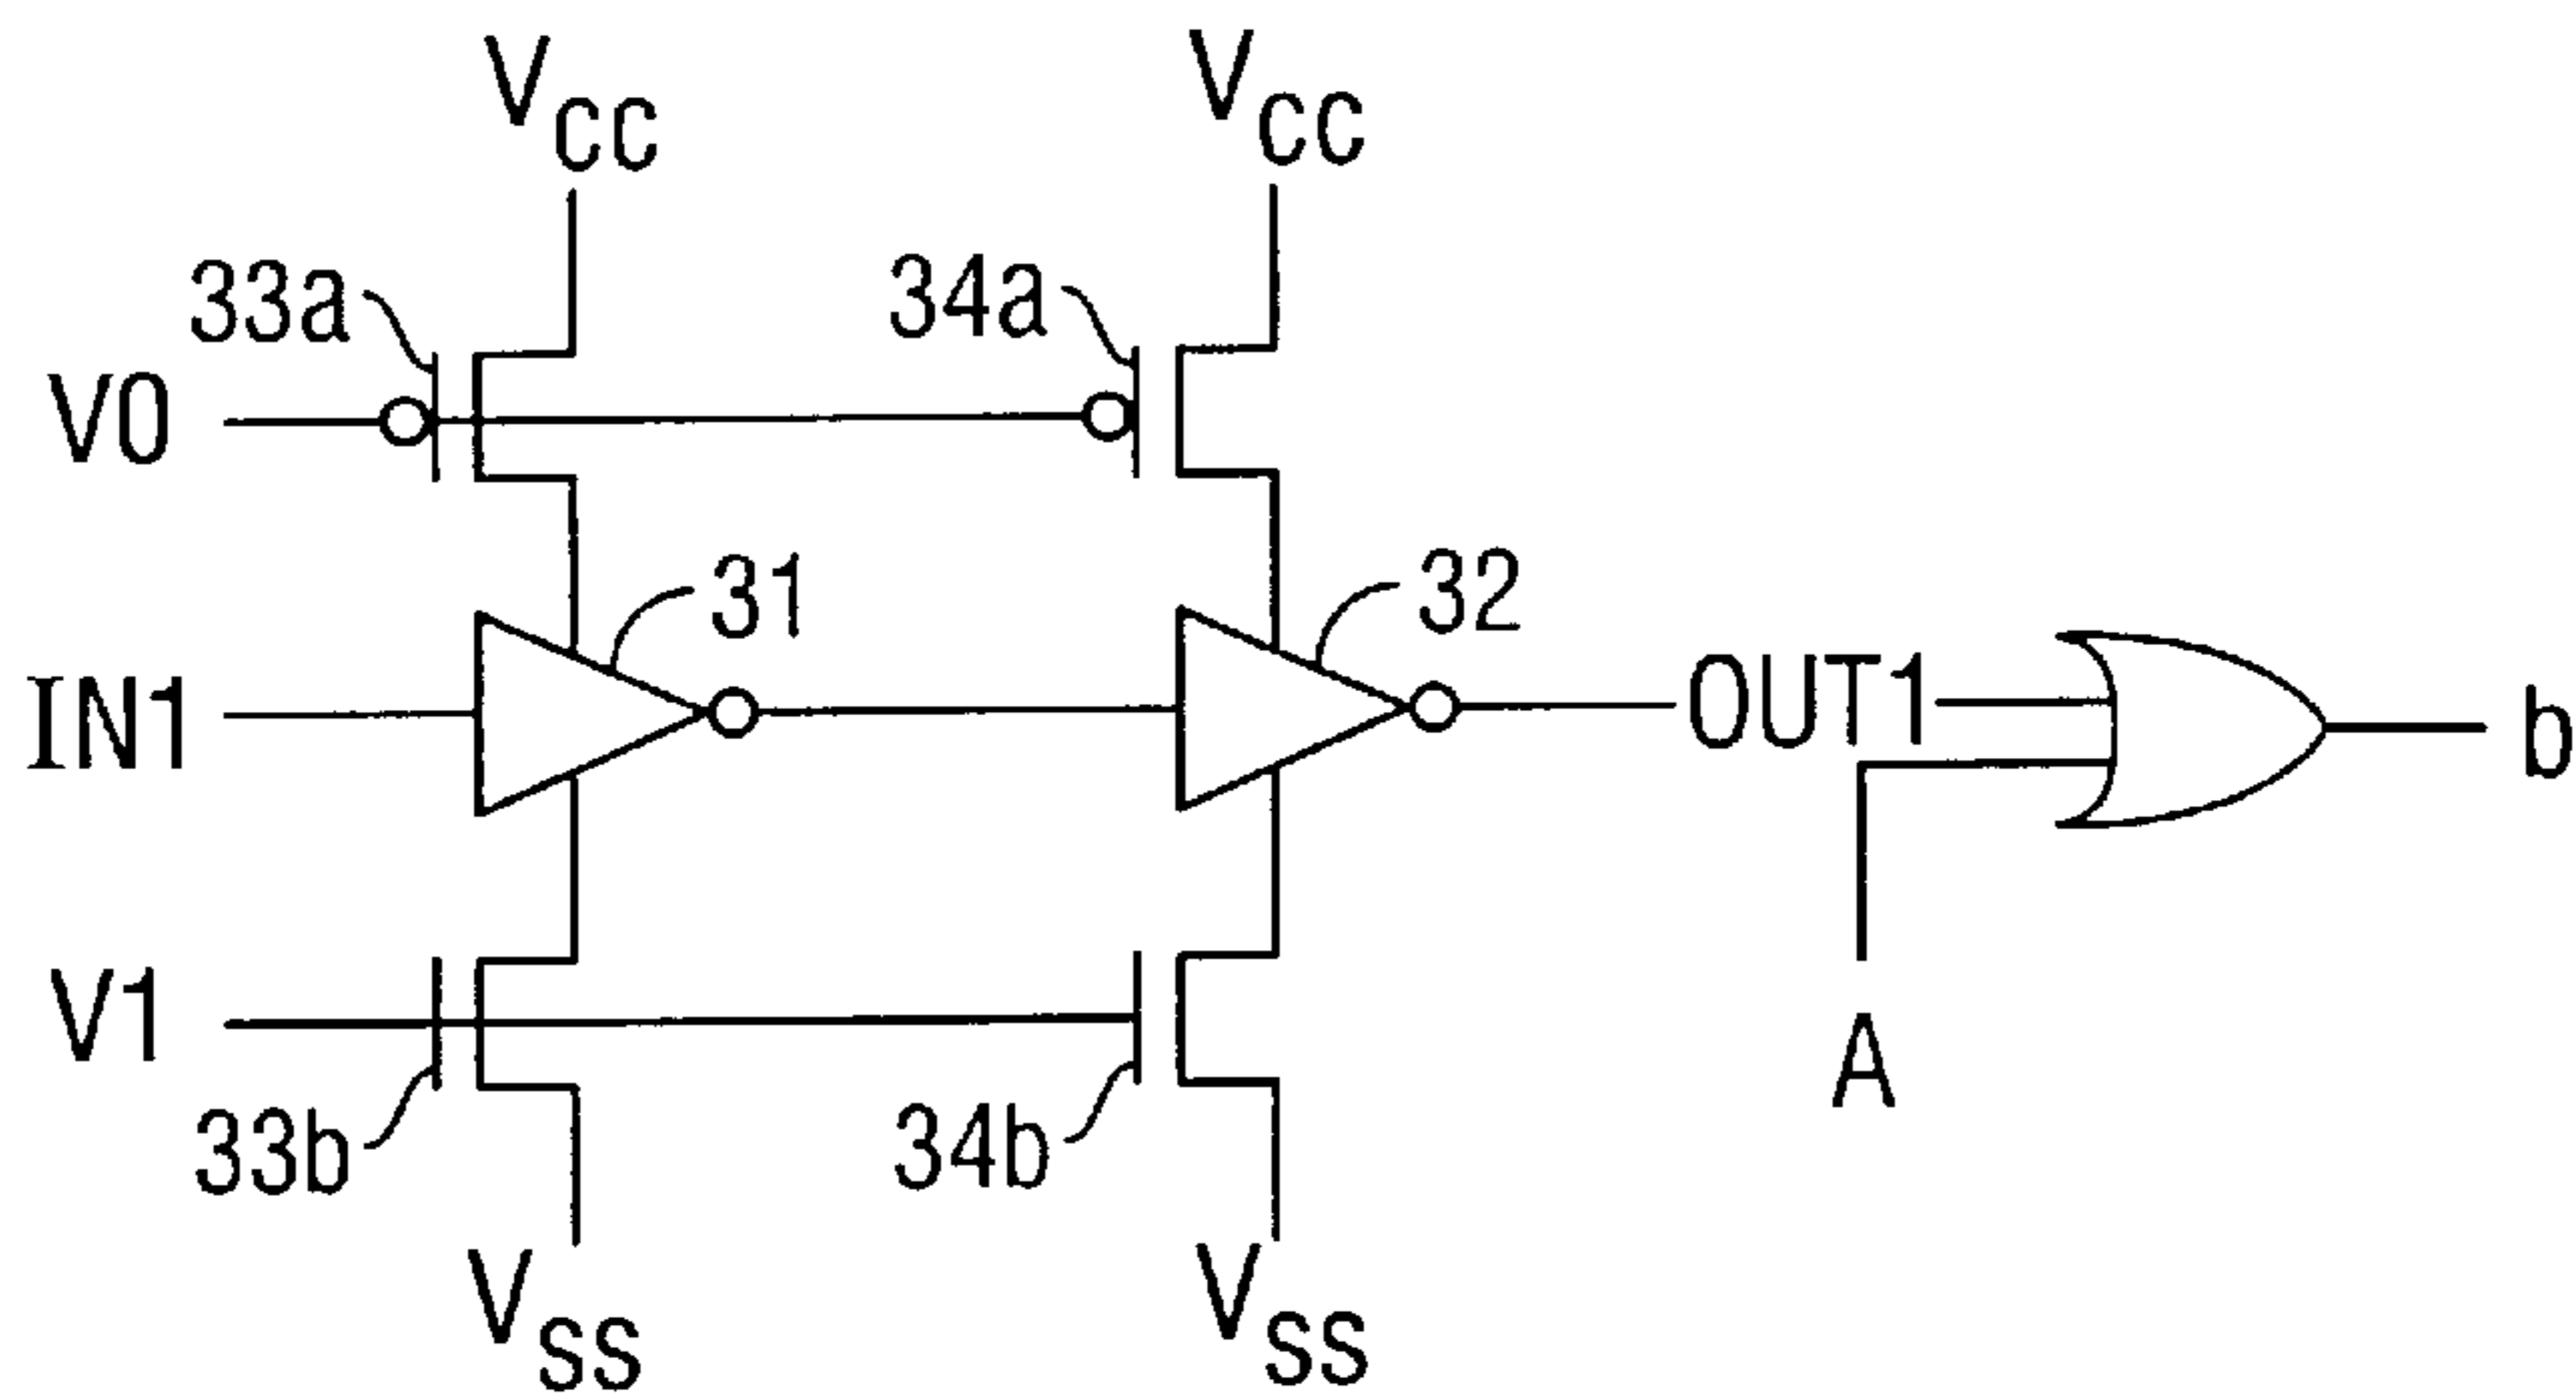 VCC VCC
33a 34a
V0
31 32
IN1 OUT1 b
V1 A
33b 34b
VSS VSS